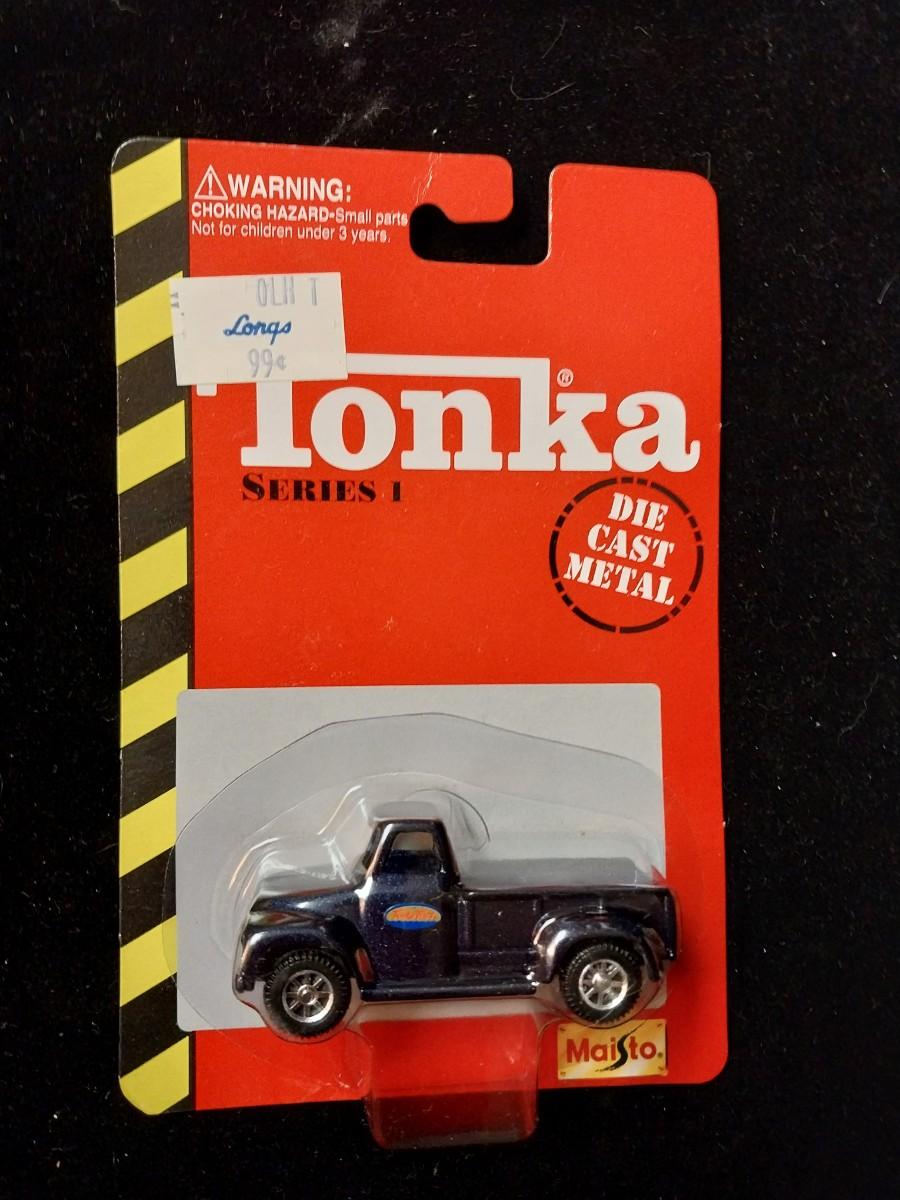 WARNING:
CHOKING HAZARD-Small parts
Not for children under 3 years.
OLH T
Longs
99¢
Tonka®
SERIES 1
DIE
CAST
METAL
Maisto®